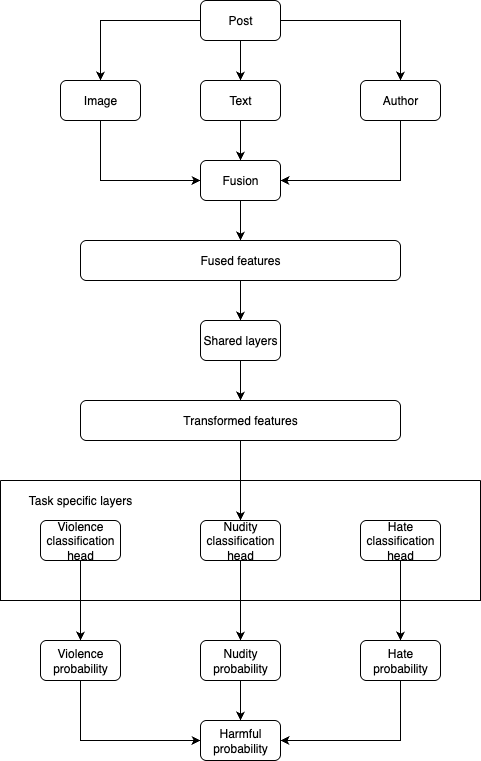 Post
Image
Text
Author
Fusion
Fused features
Shared layers
Transformed features
Task specific layers
Violence
classification
head
Nudity
classification
head
Hate
classification
head
Violence
probability
Nudity
probability
Hate
probability
Harmful
probability